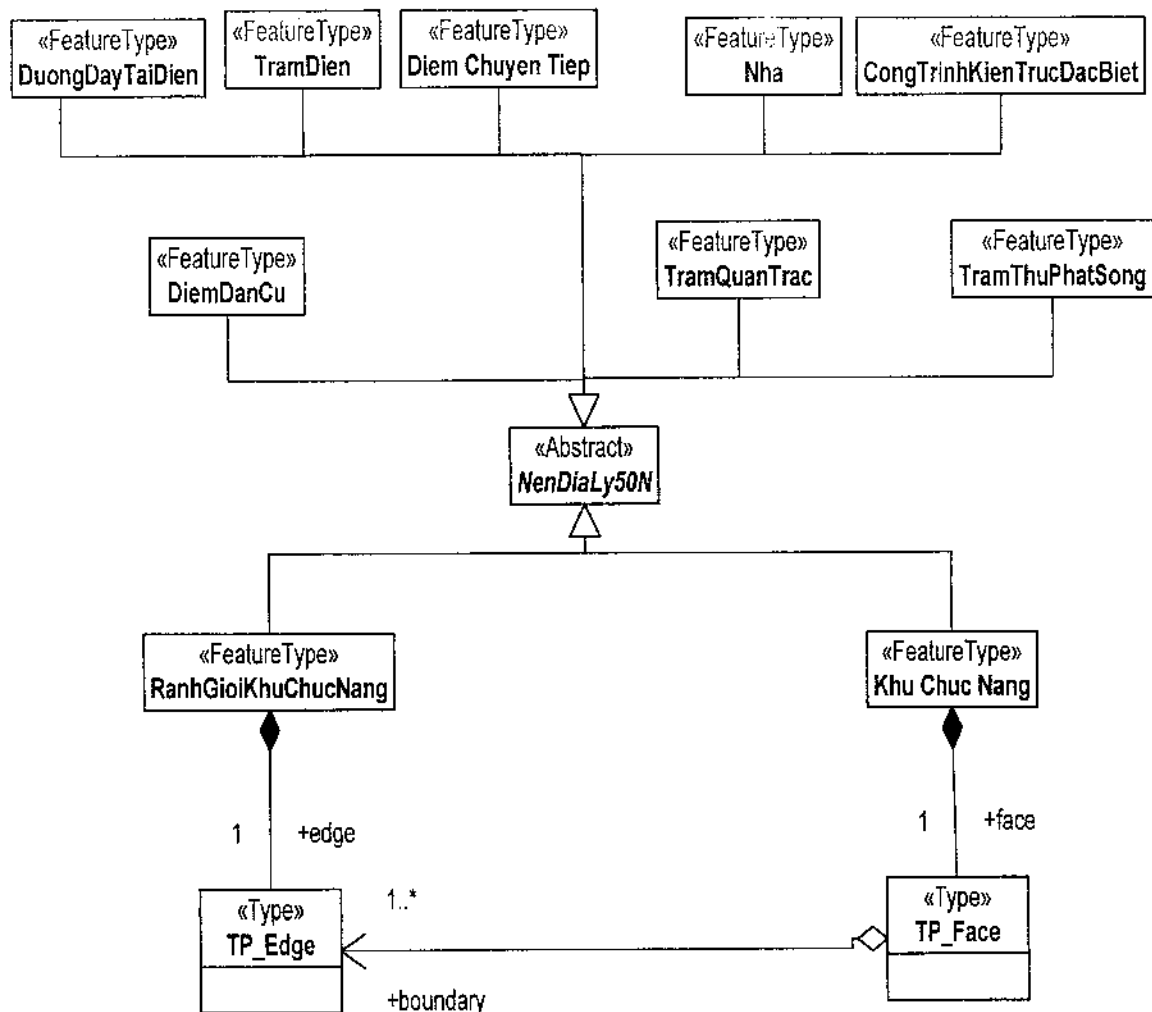 «FeatureType»
DuongDayTaiDien
«FeatureType»
TramDien
«FeatureType»
Diem Chuyen Tiep
«FeatureType»
Nha
«FeatureType»
CongTrinhKienTrucDacBiet
«FeatureType»
DiemDanCu
«FeatureType»
TramQuanTrac
«FeatureType»
TramThuPhatSong
«Abstract»
NenDiaLy50N
«FeatureType»
RanhGioiKhuChucNang
«FeatureType»
Khu Chuc Nang
1 +edge
1 +face
«Type»
TP_Edge
1..*
+boundary
«Type»
TP_Face